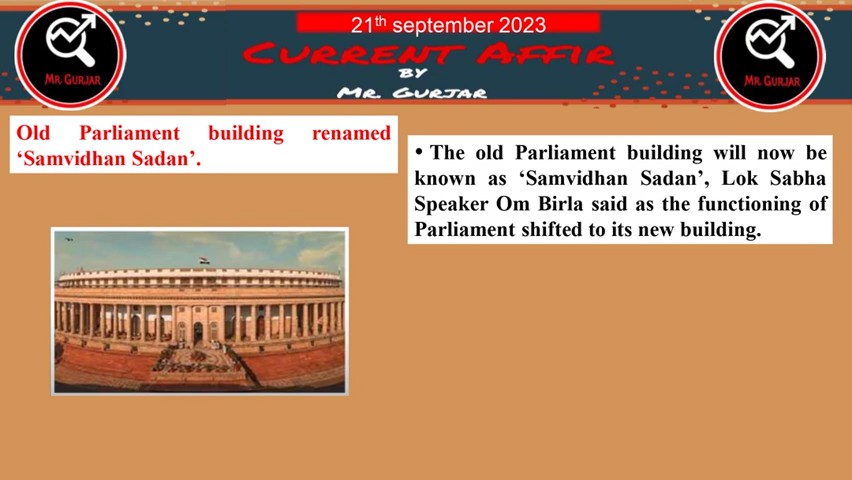 21th september 2023
CURRENT AFFIR
BY
MR. GURJAR
MR. GURJAR
MR. GURJAR
Old Parliament building renamed
‘Samvidhan Sadan’.
• The old Parliament building will now be
known as ‘Samvidhan Sadan’, Lok Sabha
Speaker Om Birla said as the functioning of
Parliament shifted to its new building.